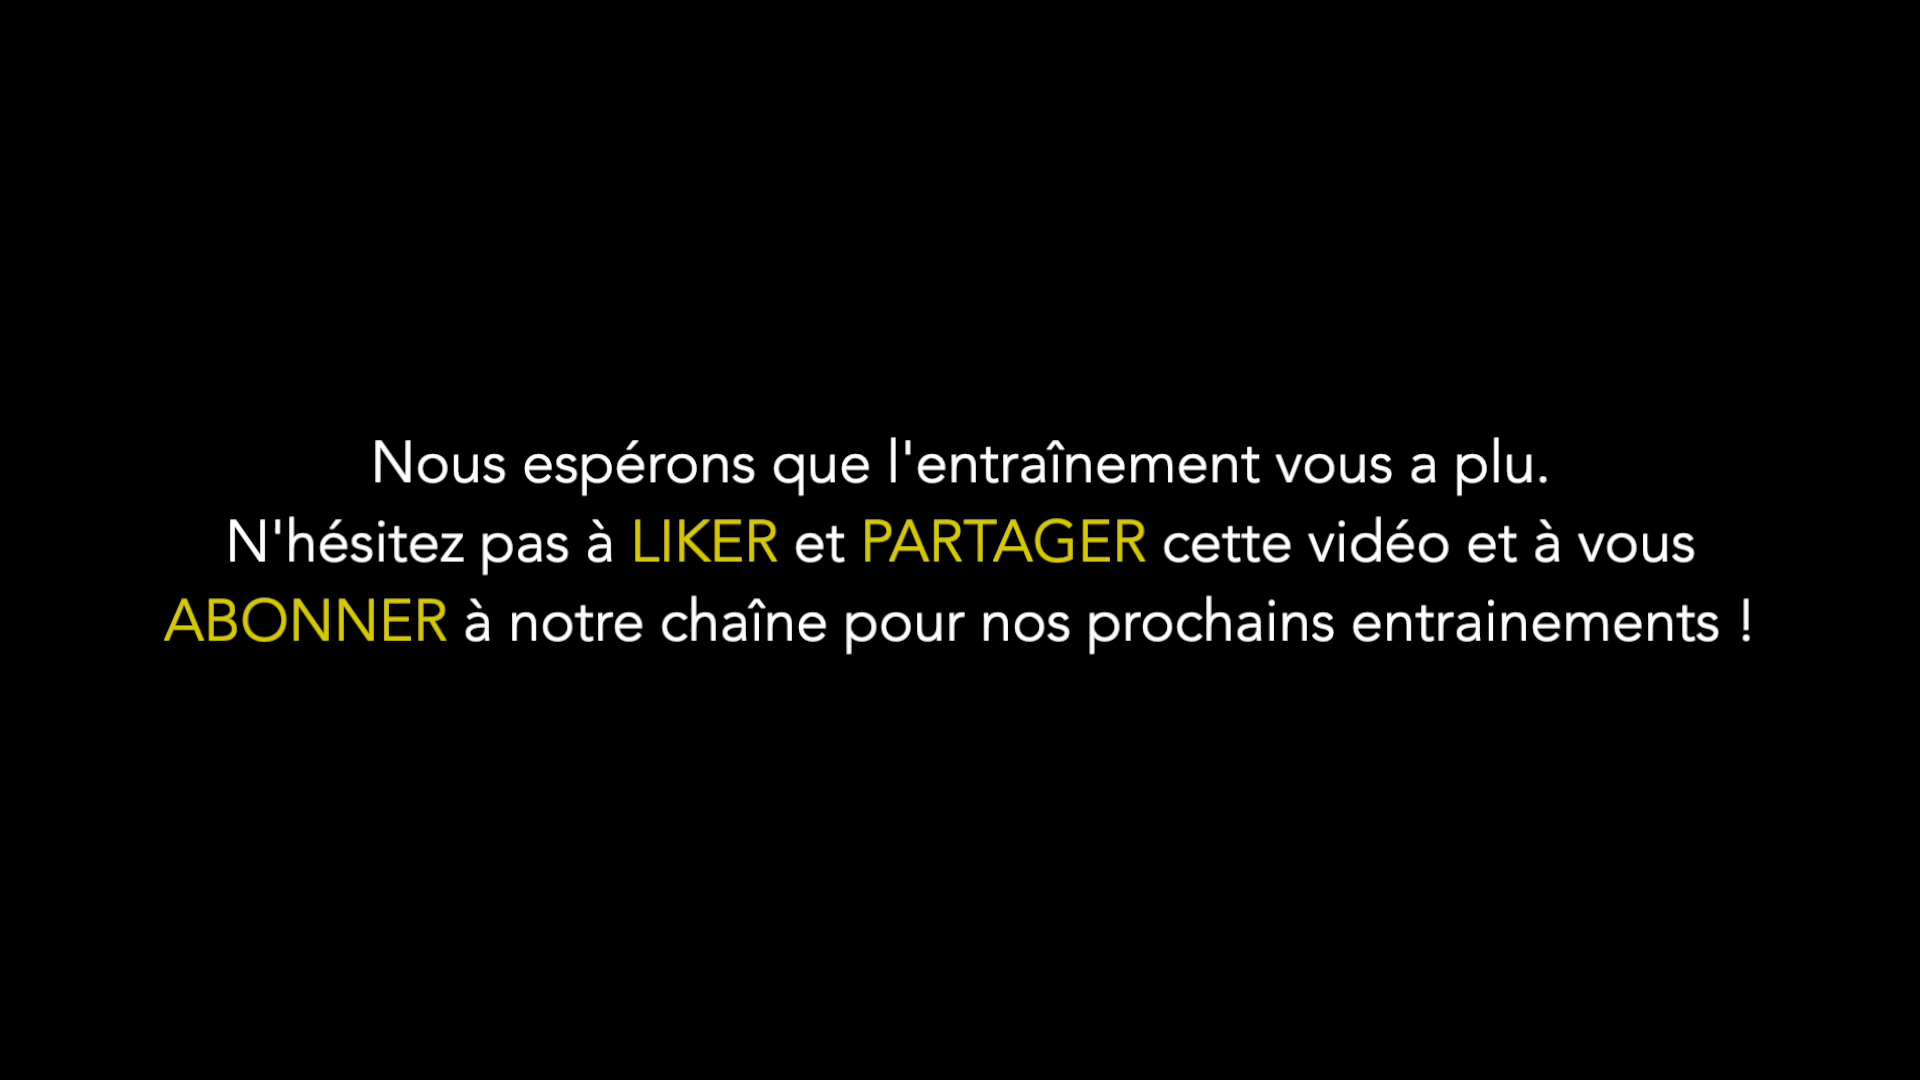 Nous espérons que l'entraînement vous a plu.
N'hésitez pas à LIKER et PARTAGER cette vidéo et à vous
ABONNER à notre chaîne pour nos prochains entrainements !